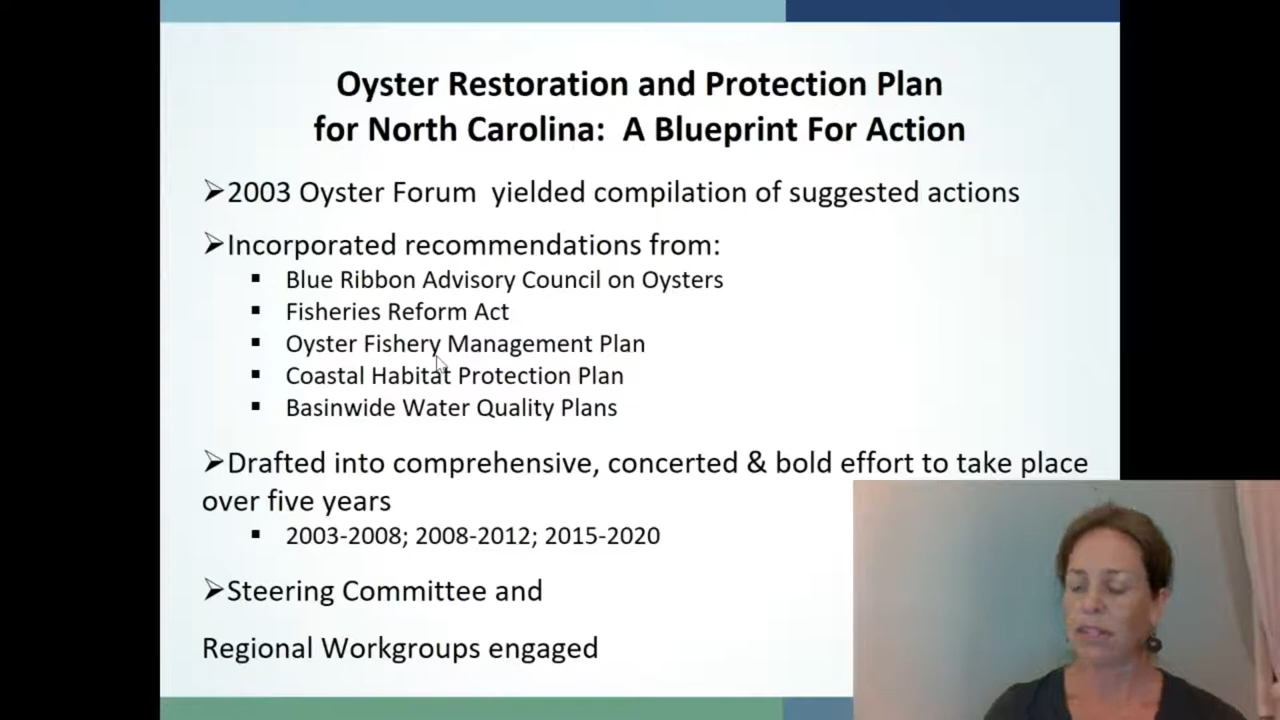 Oyster Restoration and Protection Plan
for North Carolina: A Blueprint For Action
➢2003 Oyster Forum yielded compilation of suggested actions
➢Incorporated recommendations from:
▪ Blue Ribbon Advisory Council on Oysters
▪ Fisheries Reform Act
▪ Oyster Fishery Management Plan
▪ Coastal Habitat Protection Plan
▪ Basinwide Water Quality Plans
➢Drafted into comprehensive, concerted & bold effort to take place
over five years
▪ 2003-2008; 2008-2012; 2015-2020
➢Steering Committee and
Regional Workgroups engaged